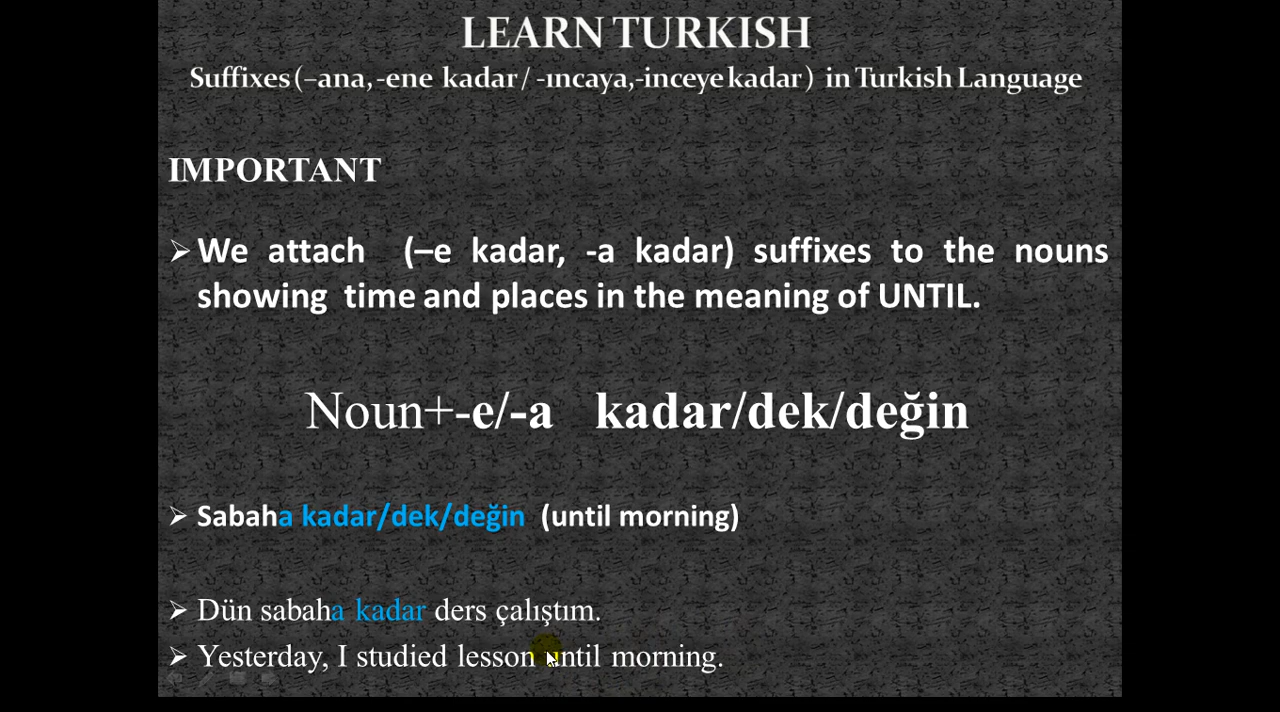 LEARN TURKISH
Suffixes (–ana, -ene kadar / -ıncaya,-inceye kadar ) in Turkish Language
IMPORTANT
➢ We attach (–e kadar, -a kadar) suffixes to the nouns
showing time and places in the meaning of UNTIL.
Noun+-e/-a kadar/dek/değin
➢ Sabaha kadar/dek/değin (until morning)
➢ Dün sabaha kadar ders çalıştım.
➢ Yesterday, I studied lesson until morning.